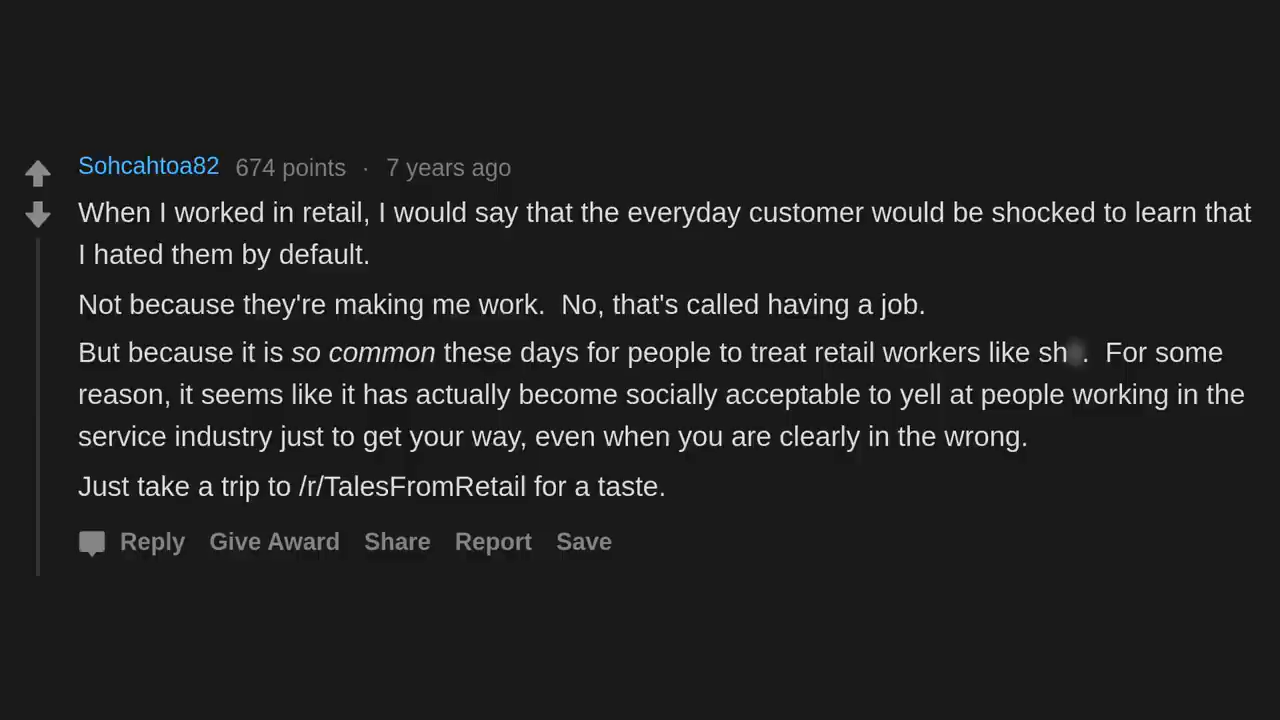 Sohcahtoa82 674 points · 7 years ago
When I worked in retail, I would say that the everyday customer would be shocked to learn that
I hated them by default.
Not because they're making me work.  No, that's called having a job.
But because it is so common these days for people to treat retail workers like sh .  For some
reason, it seems like it has actually become socially acceptable to yell at people working in the
service industry just to get your way, even when you are clearly in the wrong.
Just take a trip to /r/TalesFromRetail for a taste.
Reply Give Award Share Report Save